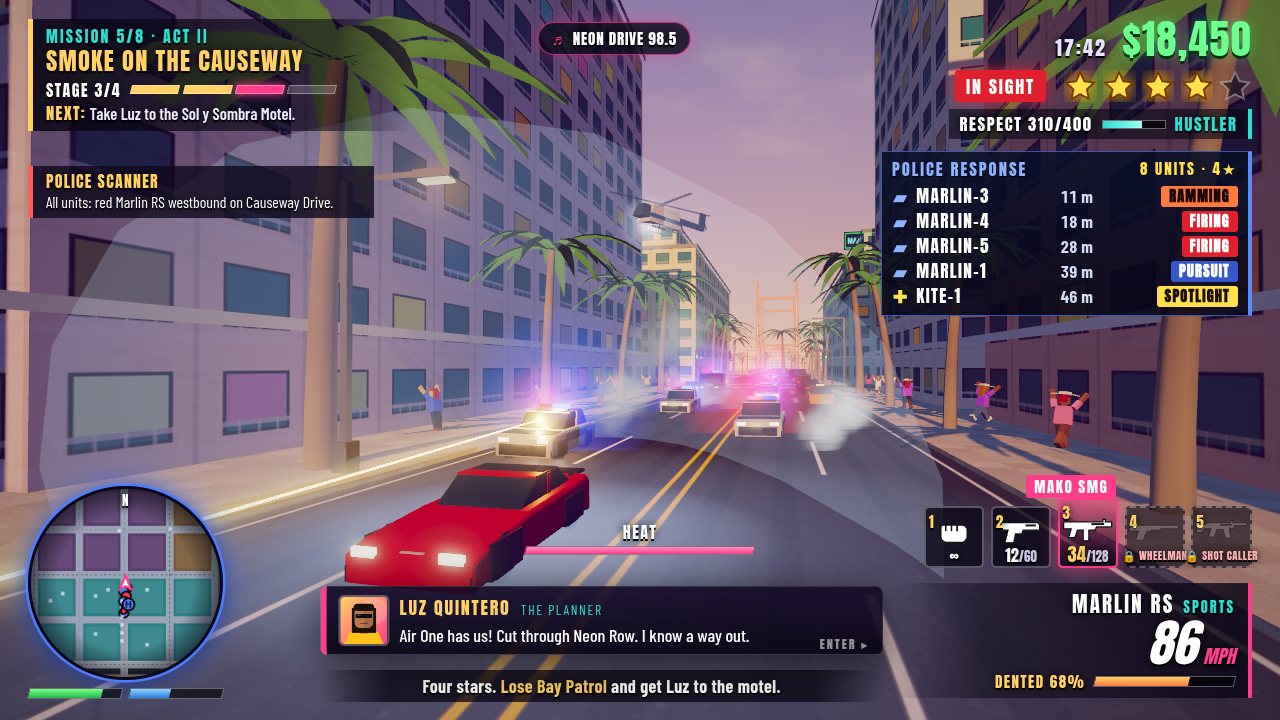 MISSION 5/8 · ACT II
SMOKE ON THE CAUSEWAY
STAGE 3/4
NEXT: Take Luz to the Sol y Sombra Motel.
POLICE SCANNER
All units: red Marlin RS westbound on Causeway Drive.
♬ NEON DRIVE 98.5
17:42 $18,450
IN SIGHT
RESPECT 310/400 HUSTLER
POLICE RESPONSE 8 UNITS · 4★
MARLIN-3 11 m RAMMING
MARLIN-4 18 m FIRING
MARLIN-5 28 m FIRING
MARLIN-1 39 m PURSUIT
KITE-1 46 m SPOTLIGHT
N
H
HEAT
MAKO SMG
1 ∞
2 12/60
3 34/128
4 WHEELMAN
5 SHOT CALLER
LUZ QUINTERO THE PLANNER
Air One has us! Cut through Neon Row. I know a way out.
ENTER ►
Four stars. Lose Bay Patrol and get Luz to the motel.
MARLIN RS SPORTS
86 MPH
DENTED 68%